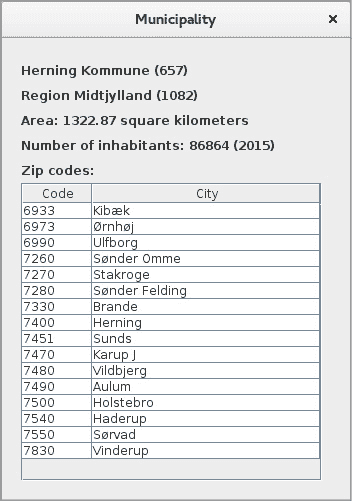 Municipality
Herning Kommune (657)
Region Midtjylland (1082)
Area: 1322.87 square kilometers
Number of inhabitants: 86864 (2015)
Zip codes:
Code City
6933 Kibæk
6973 Ørnhøj
6990 Ulfborg
7260 Sønder Omme
7270 Stakroge
7280 Sønder Felding
7330 Brande
7400 Herning
7451 Sunds
7470 Karup J
7480 Vildbjerg
7490 Aulum
7500 Holstebro
7540 Haderup
7550 Sørvad
7830 Vinderup